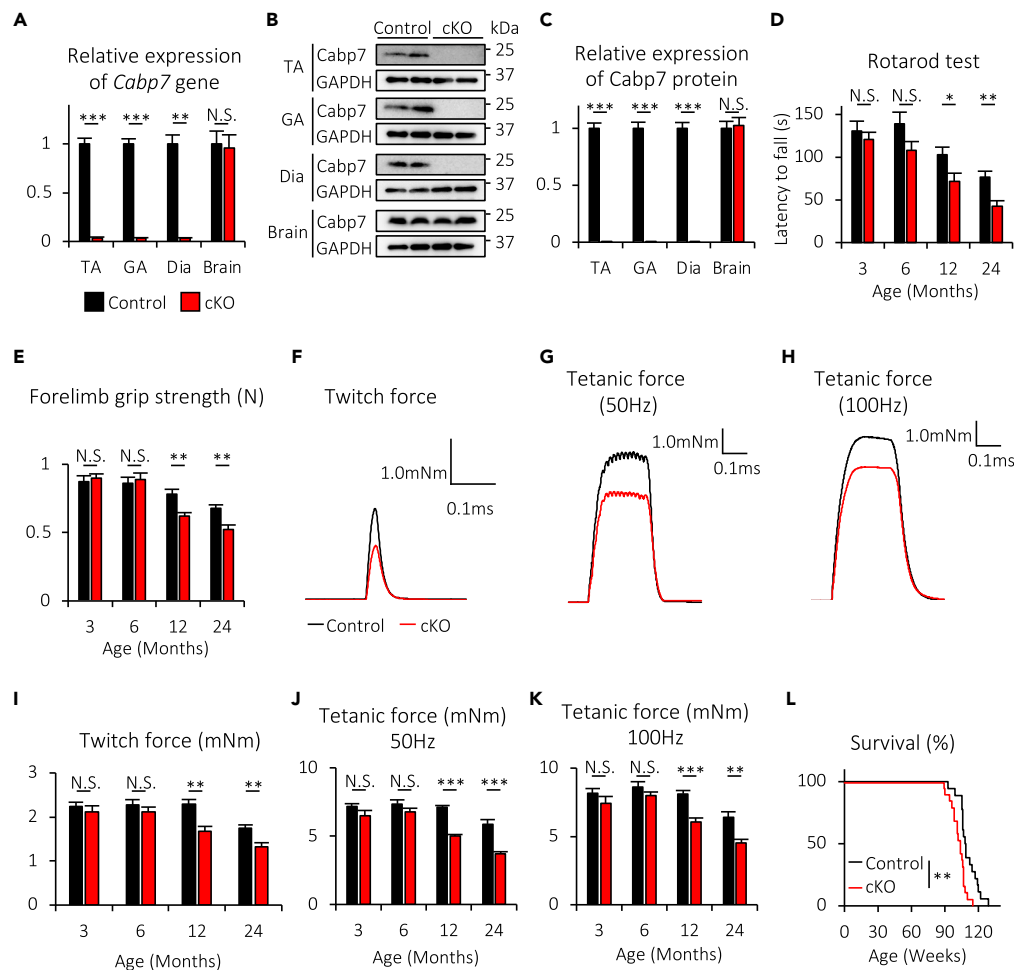 A
Relative expression
of Cabp7 gene
*** *** ** N.S.
1
0.5
0
TA GA Dia Brain
Control cKO
B
Control cKO kDa
TA
Cabp7 25
GAPDH 37
GA
Cabp7 25
GAPDH 37
Dia
Cabp7 25
GAPDH 37
Brain
Cabp7 25
GAPDH 37
C
Relative expression
of Cabp7 protein
*** *** *** N.S.
1
0.5
0
TA GA Dia Brain
D
Rotarod test
N.S. N.S. * **
Latency to fall (s)
150
100
50
0
3 6 12 24
Age (Months)
E
Forelimb grip strength (N)
N.S. N.S. ** **
1
0.5
0
3 6 12 24
Age (Months)
F
Twitch force
1.0mNm
0.1ms
Control cKO
G
Tetanic force
(50Hz)
1.0mNm
0.1ms
H
Tetanic force
(100Hz)
1.0mNm
0.1ms
I
Twitch force (mNm)
N.S. N.S. ** **
3
2
1
0
3 6 12 24
Age (Months)
J
Tetanic force (mNm)
50Hz
N.S. N.S. *** ***
10
5
0
3 6 12 24
Age (Months)
K
Tetanic force (mNm)
100Hz
N.S. N.S. *** **
10
5
0
3 6 12 24
Age (Months)
L
Survival (%)
100
50
0
Control
cKO
**
0 30 60 90 120
Age (Weeks)